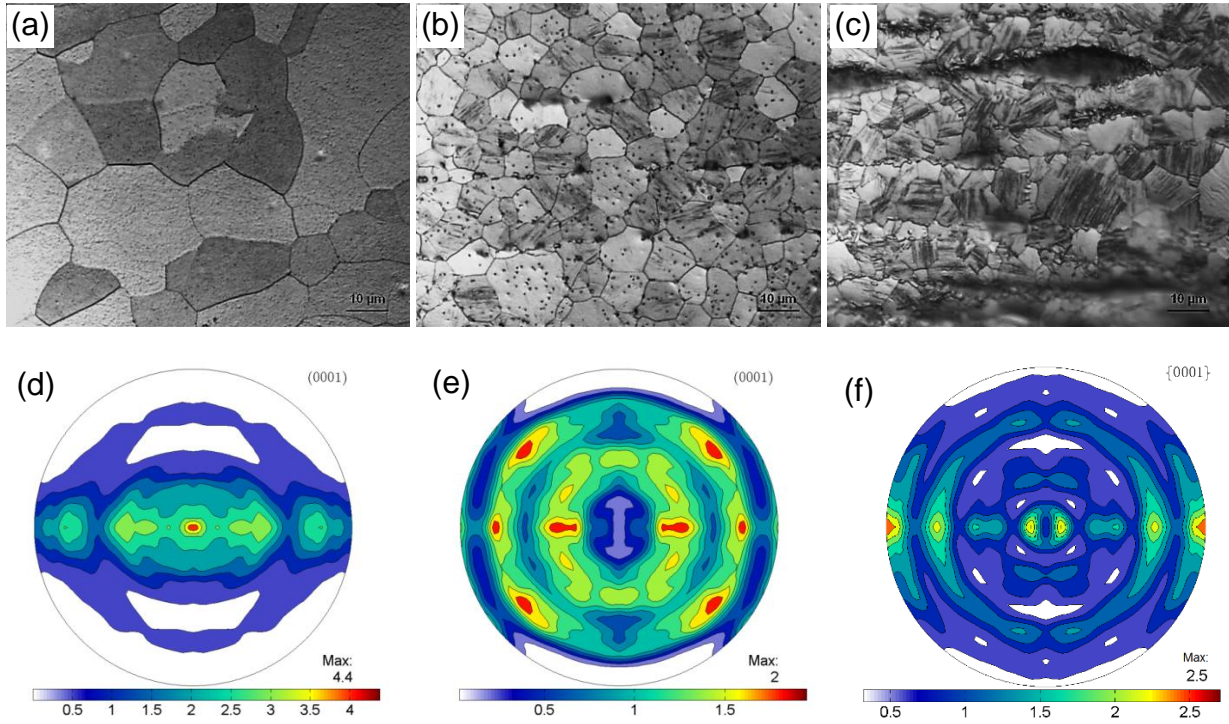 (a)
(b)
(c)
10 µm
10 µm
10 µm
(d)
(0001)
(e)
(0001)
(f)
{0001}
Max:
4.4
Max:
2
Max:
2.5
0.5 1 1.5 2 2.5 3 3.5 4
0.5 1 1.5
0.5 1 1.5 2 2.5